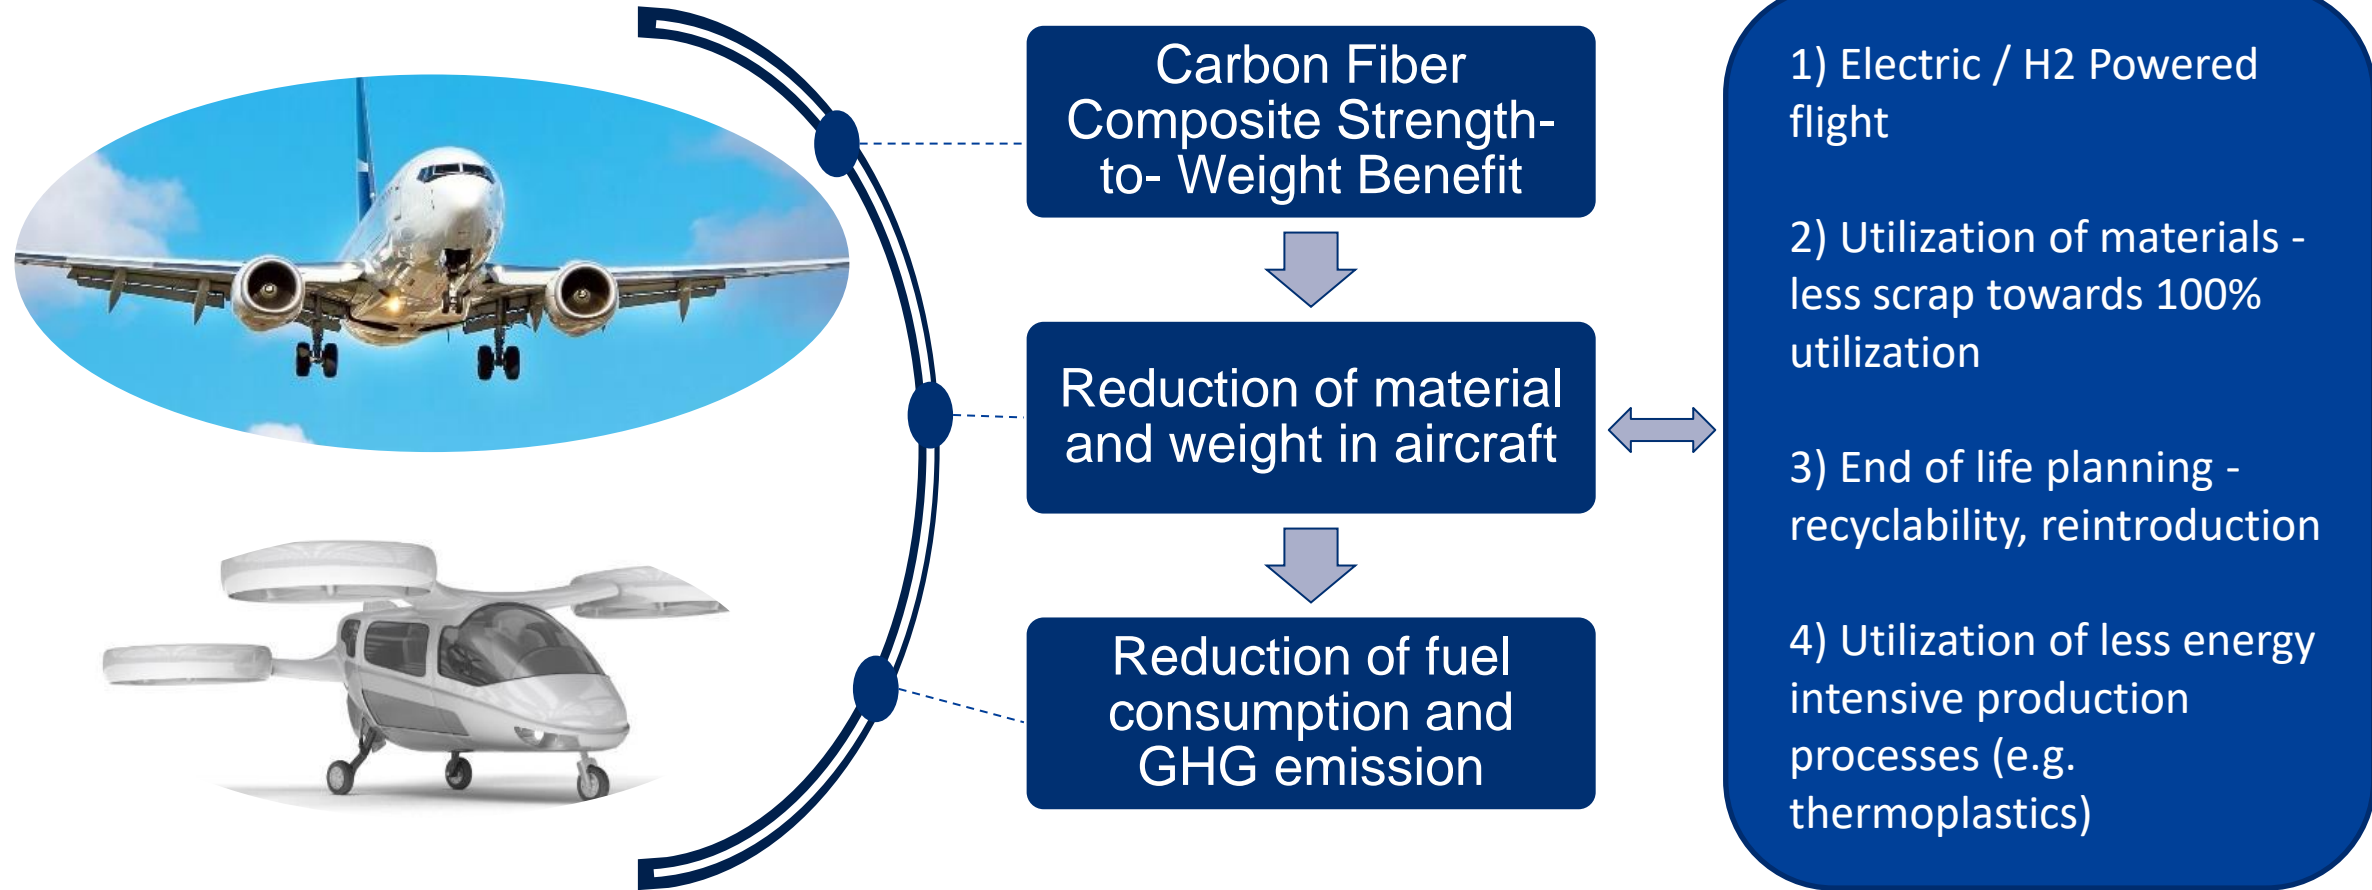 Carbon Fiber
Composite Strength-
to- Weight Benefit
Reduction of material
and weight in aircraft
Reduction of fuel
consumption and
GHG emission
1) Electric / H2 Powered
flight
2) Utilization of materials -
less scrap towards 100%
utilization
3) End of life planning -
recyclability, reintroduction
4) Utilization of less energy
intensive production
processes (e.g.
thermoplastics)